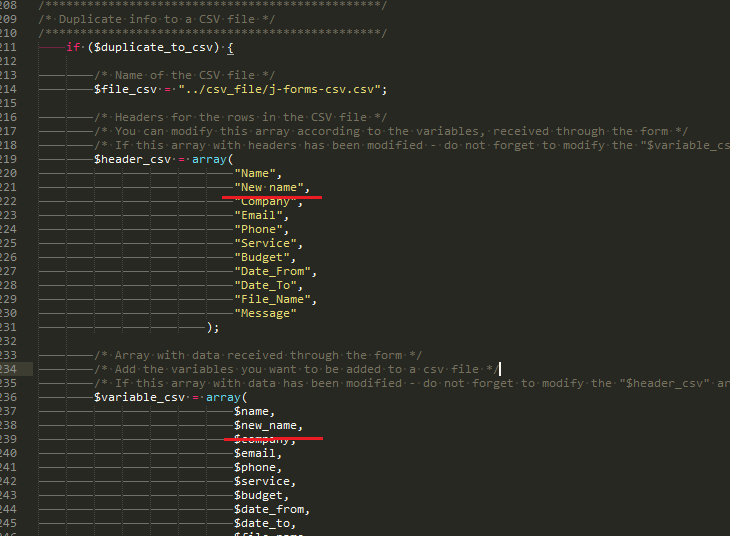 208 /************************************************/
209 /* Duplicate info to a CSV file */
210 /************************************************/
211 if ($duplicate_to_csv) {
212
213 /* Name of the CSV file */
214 $file_csv = "../csv_file/j-forms-csv.csv";
215
216 /* Headers for the rows in the CSV file */
217 /* You can modify this array according to the variables, received through the form */
218 /* If this array with headers has been modified - do not forget to modify the "$variable_cs
219 $header_csv = array(
220 "Name",
221 "New name",
222 "Company",
223 "Email",
224 "Phone",
225 "Service",
226 "Budget",
227 "Date_From",
228 "Date_To",
229 "File_Name",
230 "Message"
231 );
232
233 /* Array with data received through the form */
234 /* Add the variables you want to be added to a csv file */
235 /* If this array with data has been modified - do not forget to modify the "$header_csv" ar
236 $variable_csv = array(
237 $name,
238 $new_name,
239 $company,
240 $email,
241 $phone,
242 $service,
243 $budget,
244 $date_from,
245 $date_to,